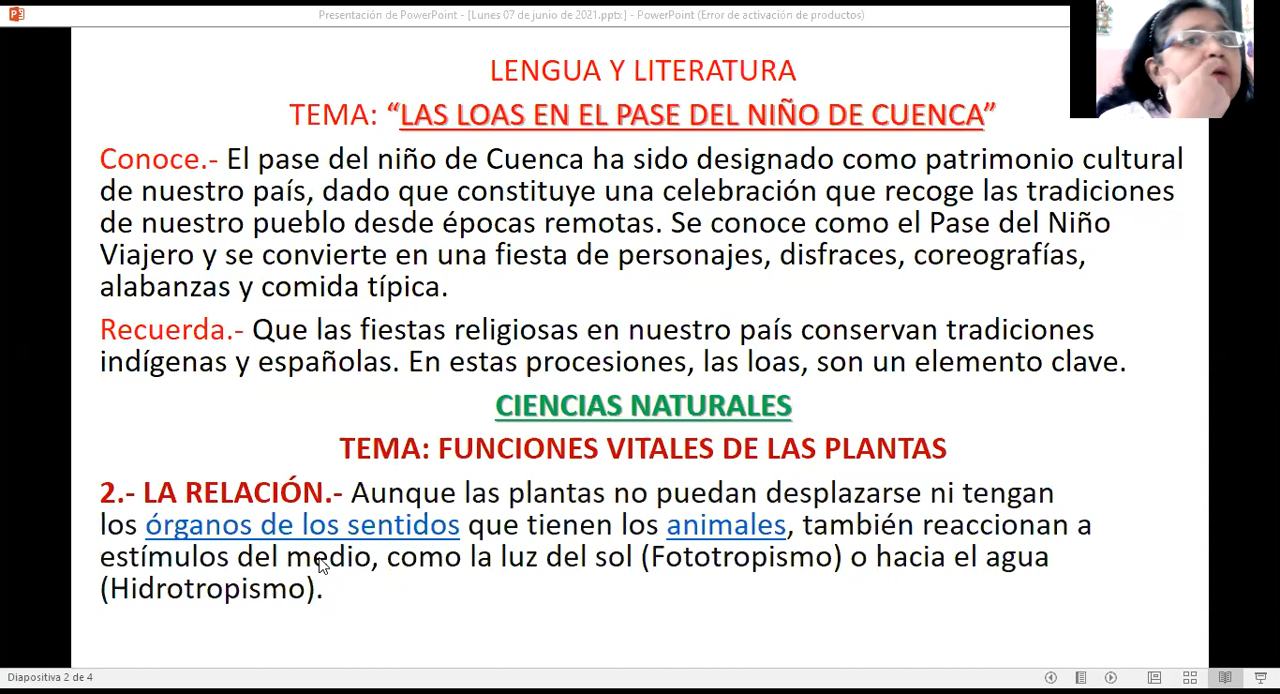 Presentación de PowerPoint - [Lunes 07 de junio de 2021.pptx:] - PowerPoint (Error de activación de productos)
LENGUA Y LITERATURA
TEMA: “LAS LOAS EN EL PASE DEL NIÑO DE CUENCA”
Conoce.- El pase del niño de Cuenca ha sido designado como patrimonio cultural
de nuestro país, dado que constituye una celebración que recoge las tradiciones
de nuestro pueblo desde épocas remotas. Se conoce como el Pase del Niño
Viajero y se convierte en una fiesta de personajes, disfraces, coreografías,
alabanzas y comida típica.
Recuerda.- Que las fiestas religiosas en nuestro país conservan tradiciones
indígenas y españolas. En estas procesiones, las loas, son un elemento clave.
CIENCIAS NATURALES
TEMA: FUNCIONES VITALES DE LAS PLANTAS
2.- LA RELACIÓN.- Aunque las plantas no puedan desplazarse ni tengan
los órganos de los sentidos que tienen los animales, también reaccionan a
estímulos del medio, como la luz del sol (Fototropismo) o hacia el agua
(Hidrotropismo).
Diapositiva 2 de 4